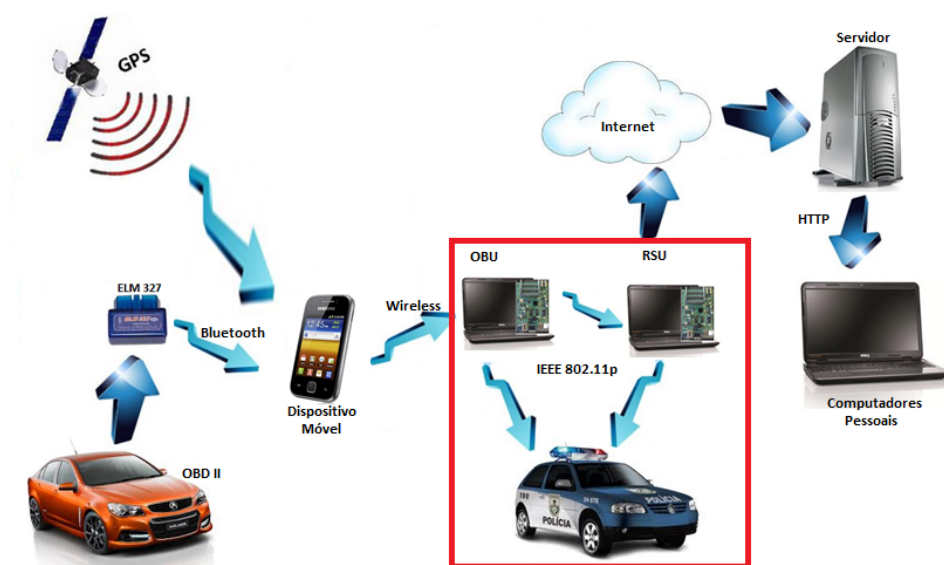 GPS
Servidor
Internet
HTTP
OBU
RSU
ELM 327
Bluetooth
Wireless
IEEE 802.11p
Dispositivo
Móvel
Computadores
Pessoais
OBD II
POLÍCIA
POLÍCIA
190